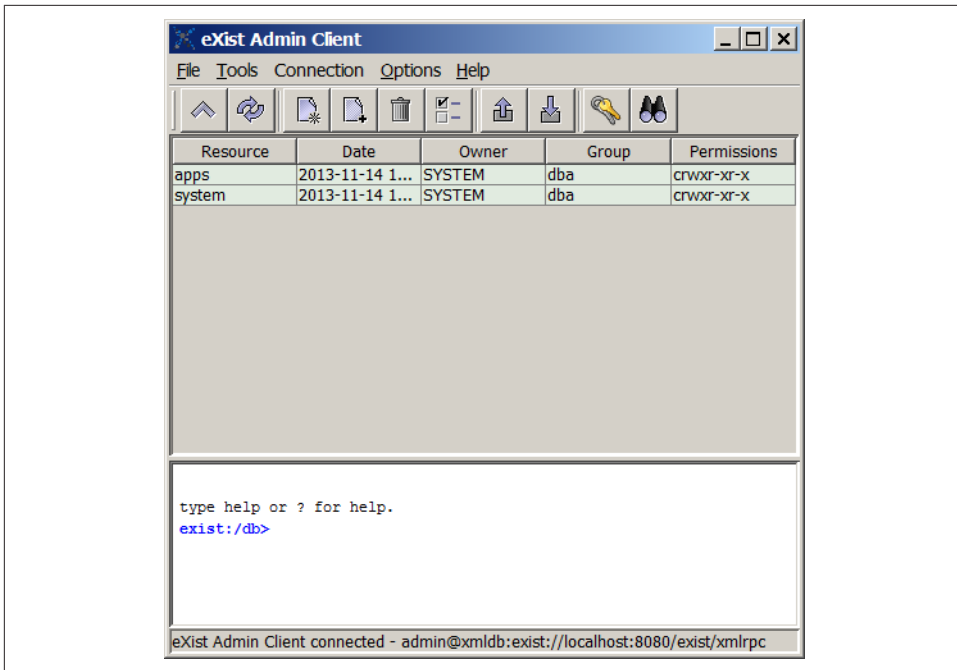 eXist Admin Client
File Tools Connection Options Help
Resource Date Owner Group Permissions
apps 2013-11-14 1... SYSTEM dba crwxr-xr-x
system 2013-11-14 1... SYSTEM dba crwxr-xr-x
type help or ? for help.
exist:/db>
eXist Admin Client connected - admin@xmldb:exist://localhost:8080/exist/xmlrpc